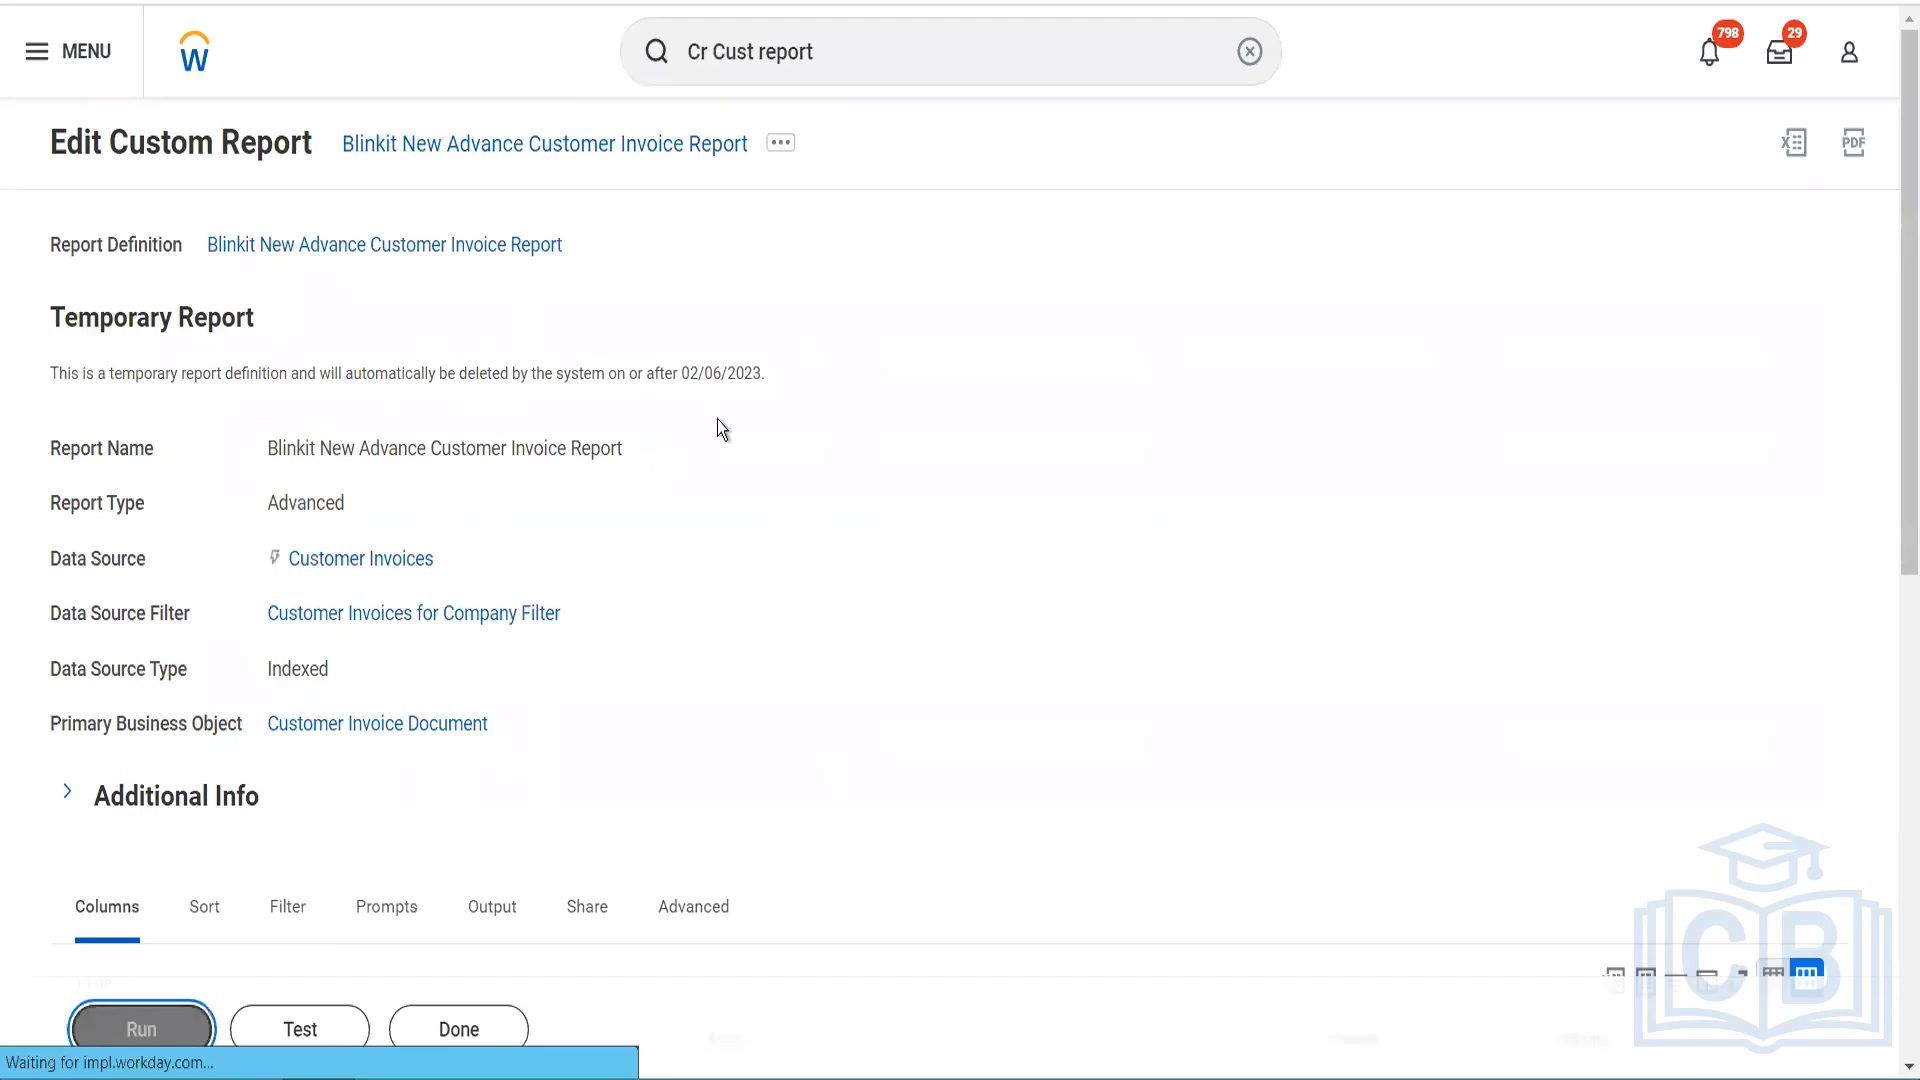 MENU
W
Cr Cust report
798
29
Edit Custom Report
Blinkit New Advance Customer Invoice Report
X
PDF
Report Definition
Blinkit New Advance Customer Invoice Report
Temporary Report
This is a temporary report definition and will automatically be deleted by the system on or after 02/06/2023.
Report Name
Blinkit New Advance Customer Invoice Report
Report Type
Advanced
Data Source
Customer Invoices
Data Source Filter
Customer Invoices for Company Filter
Data Source Type
Indexed
Primary Business Object
Customer Invoice Document
Additional Info
Columns
Sort
Filter
Prompts
Output
Share
Advanced
CB
Run
Test
Done
Waiting for impl.workday.com...